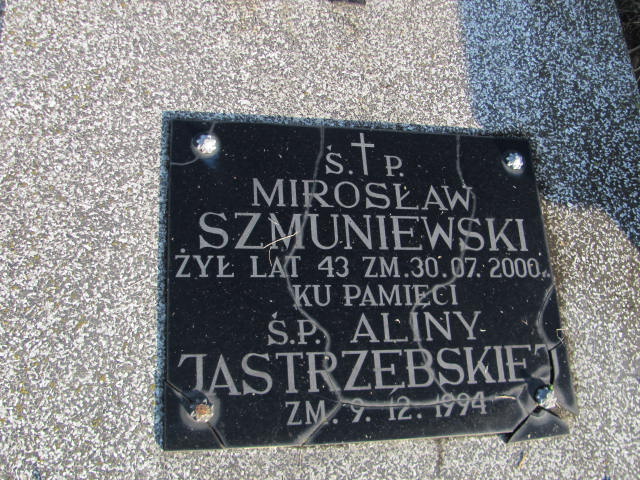 Ś. † P.
MIROSŁAW
SZMUNIEWSKI
ŻYŁ LAT 43 ZM. 30. 07. 2000.
KU PAMIĘCI
Ś.P. ALINY
JASTRZĘBSKIEJ
ZM. 9. 12. 1994